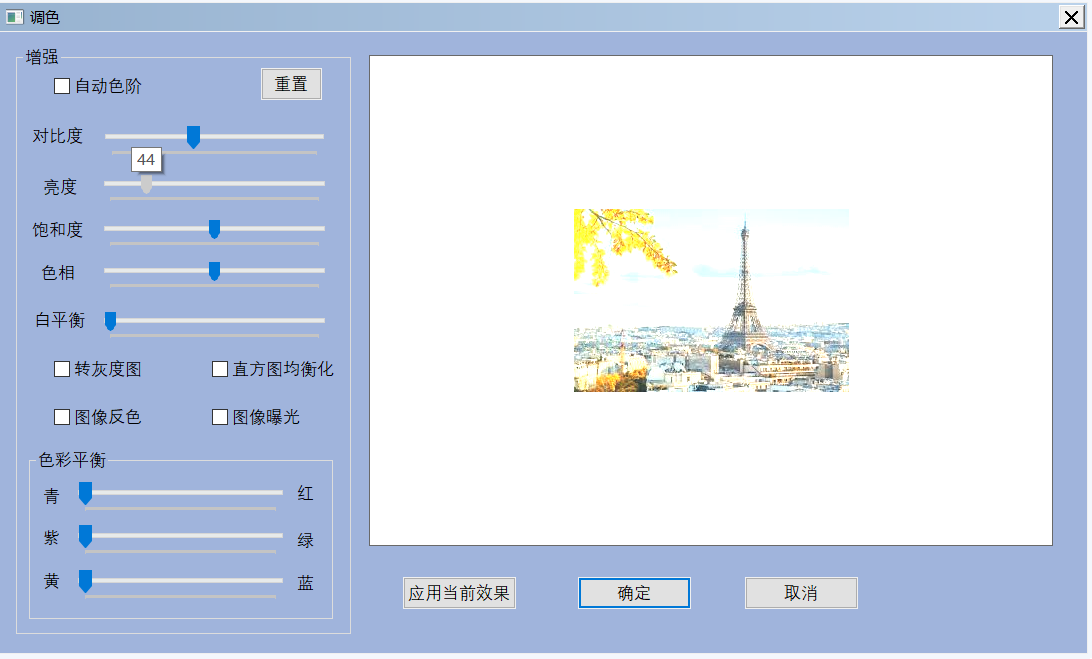 调色
增强
自动色阶
重置
对比度
44
亮度
饱和度
色相
白平衡
转灰度图
直方图均衡化
图像反色
图像曝光
色彩平衡
青
红
紫
绿
黄
蓝
应用当前效果
确定
取消